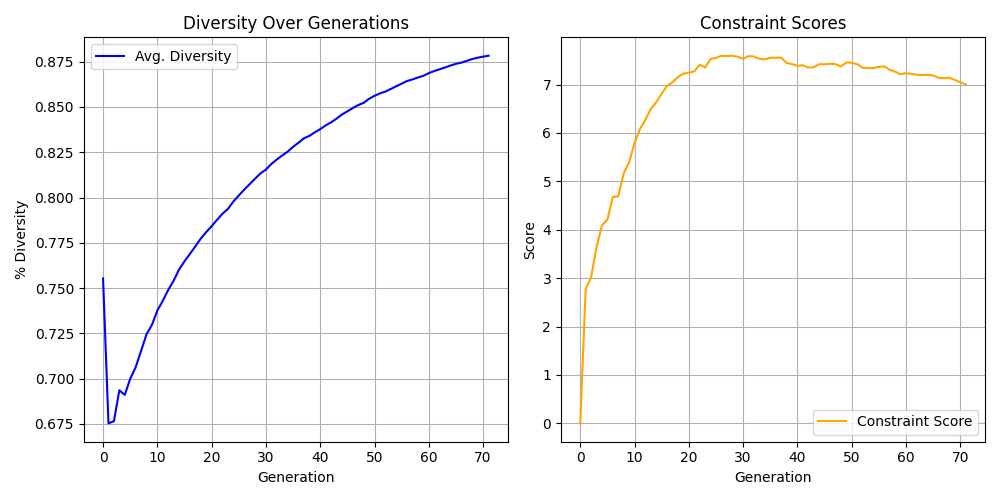 Diversity Over Generations
Avg. Diversity
% Diversity
0.875
0.850
0.825
0.800
0.775
0.750
0.725
0.700
0.675
0 10 20 30 40 50 60 70
Generation
Constraint Scores
Score
7
6
5
4
3
2
1
0
Constraint Score
0 10 20 30 40 50 60 70
Generation